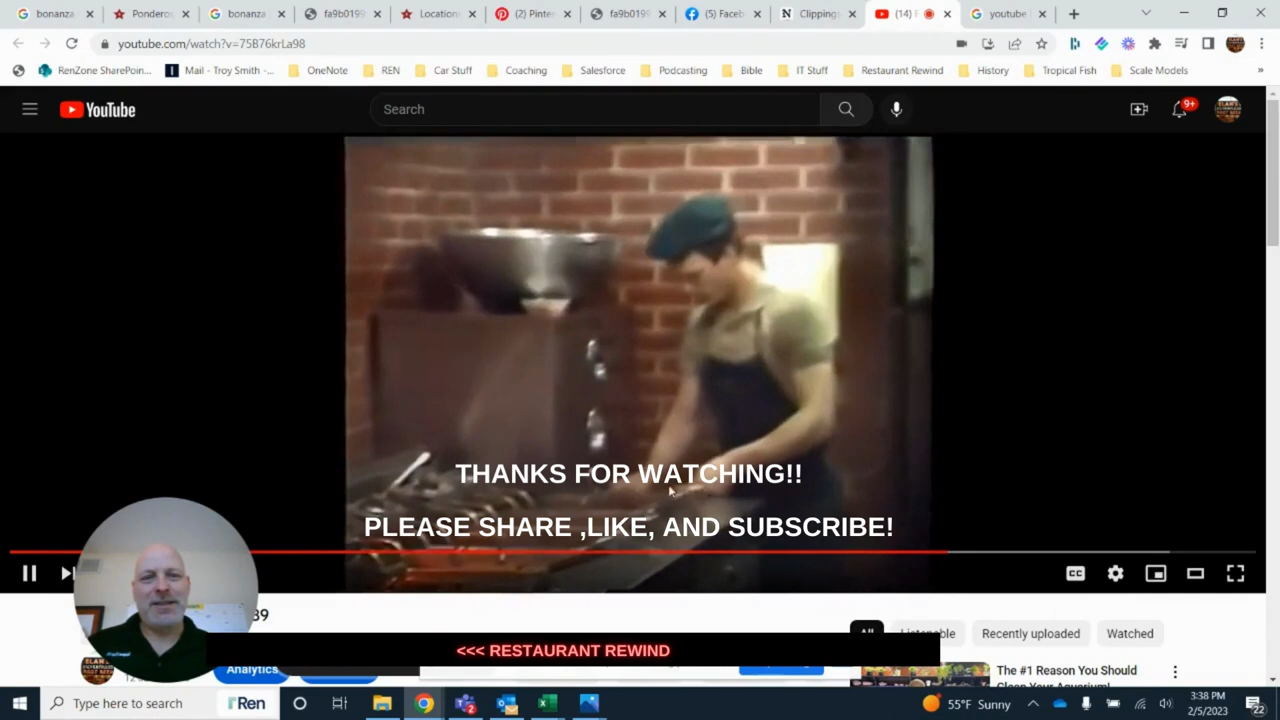 bonanza
Ponderos
bonanza
fa9b0199
Location
(2) Pinte
fa9b0199
(5) Faceb
Clipping
(14) F
youtube
youtube.com/watch?v=75B76krLa98
RenZone SharePoin...
Mail - Troy Smith -...
OneNote
REN
Car Stuff
Coaching
Salesforce
Podcasting
Bible
IT Stuff
Restaurant Rewind
History
Tropical Fish
Scale Models
»
YouTube
Search
9+
THANKS FOR WATCHING!!
PLEASE SHARE ,LIKE, AND SUBSCRIBE!
CC
39
All
Listenable
Recently uploaded
Watched
<<< RESTAURANT REWIND
Analytics
The #1 Reason You Should
Type here to search
Ren
55°F Sunny
3:38 PM
2/5/2023
22